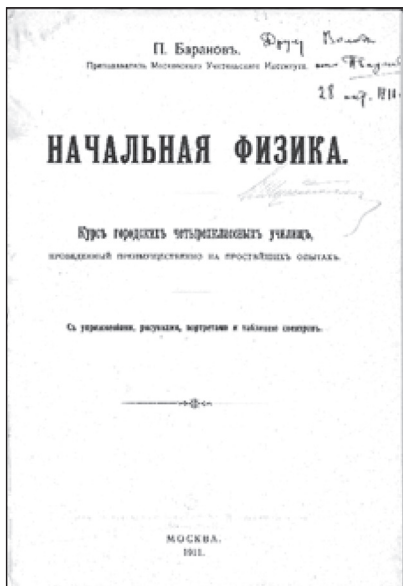 П. Барановъ.
Преподаватель Московскаго Учительскаго Института.
Другу
28
НАЧАЛЬНАЯ ФИЗИКА.
Курсъ городскихъ четырехклассныхъ училищъ,
проведенный преимущественно на простѣйшихъ опытахъ.
Съ упражненіями, рисунками, портретами и таблицею спектровъ.
МОСКВА.
1911.